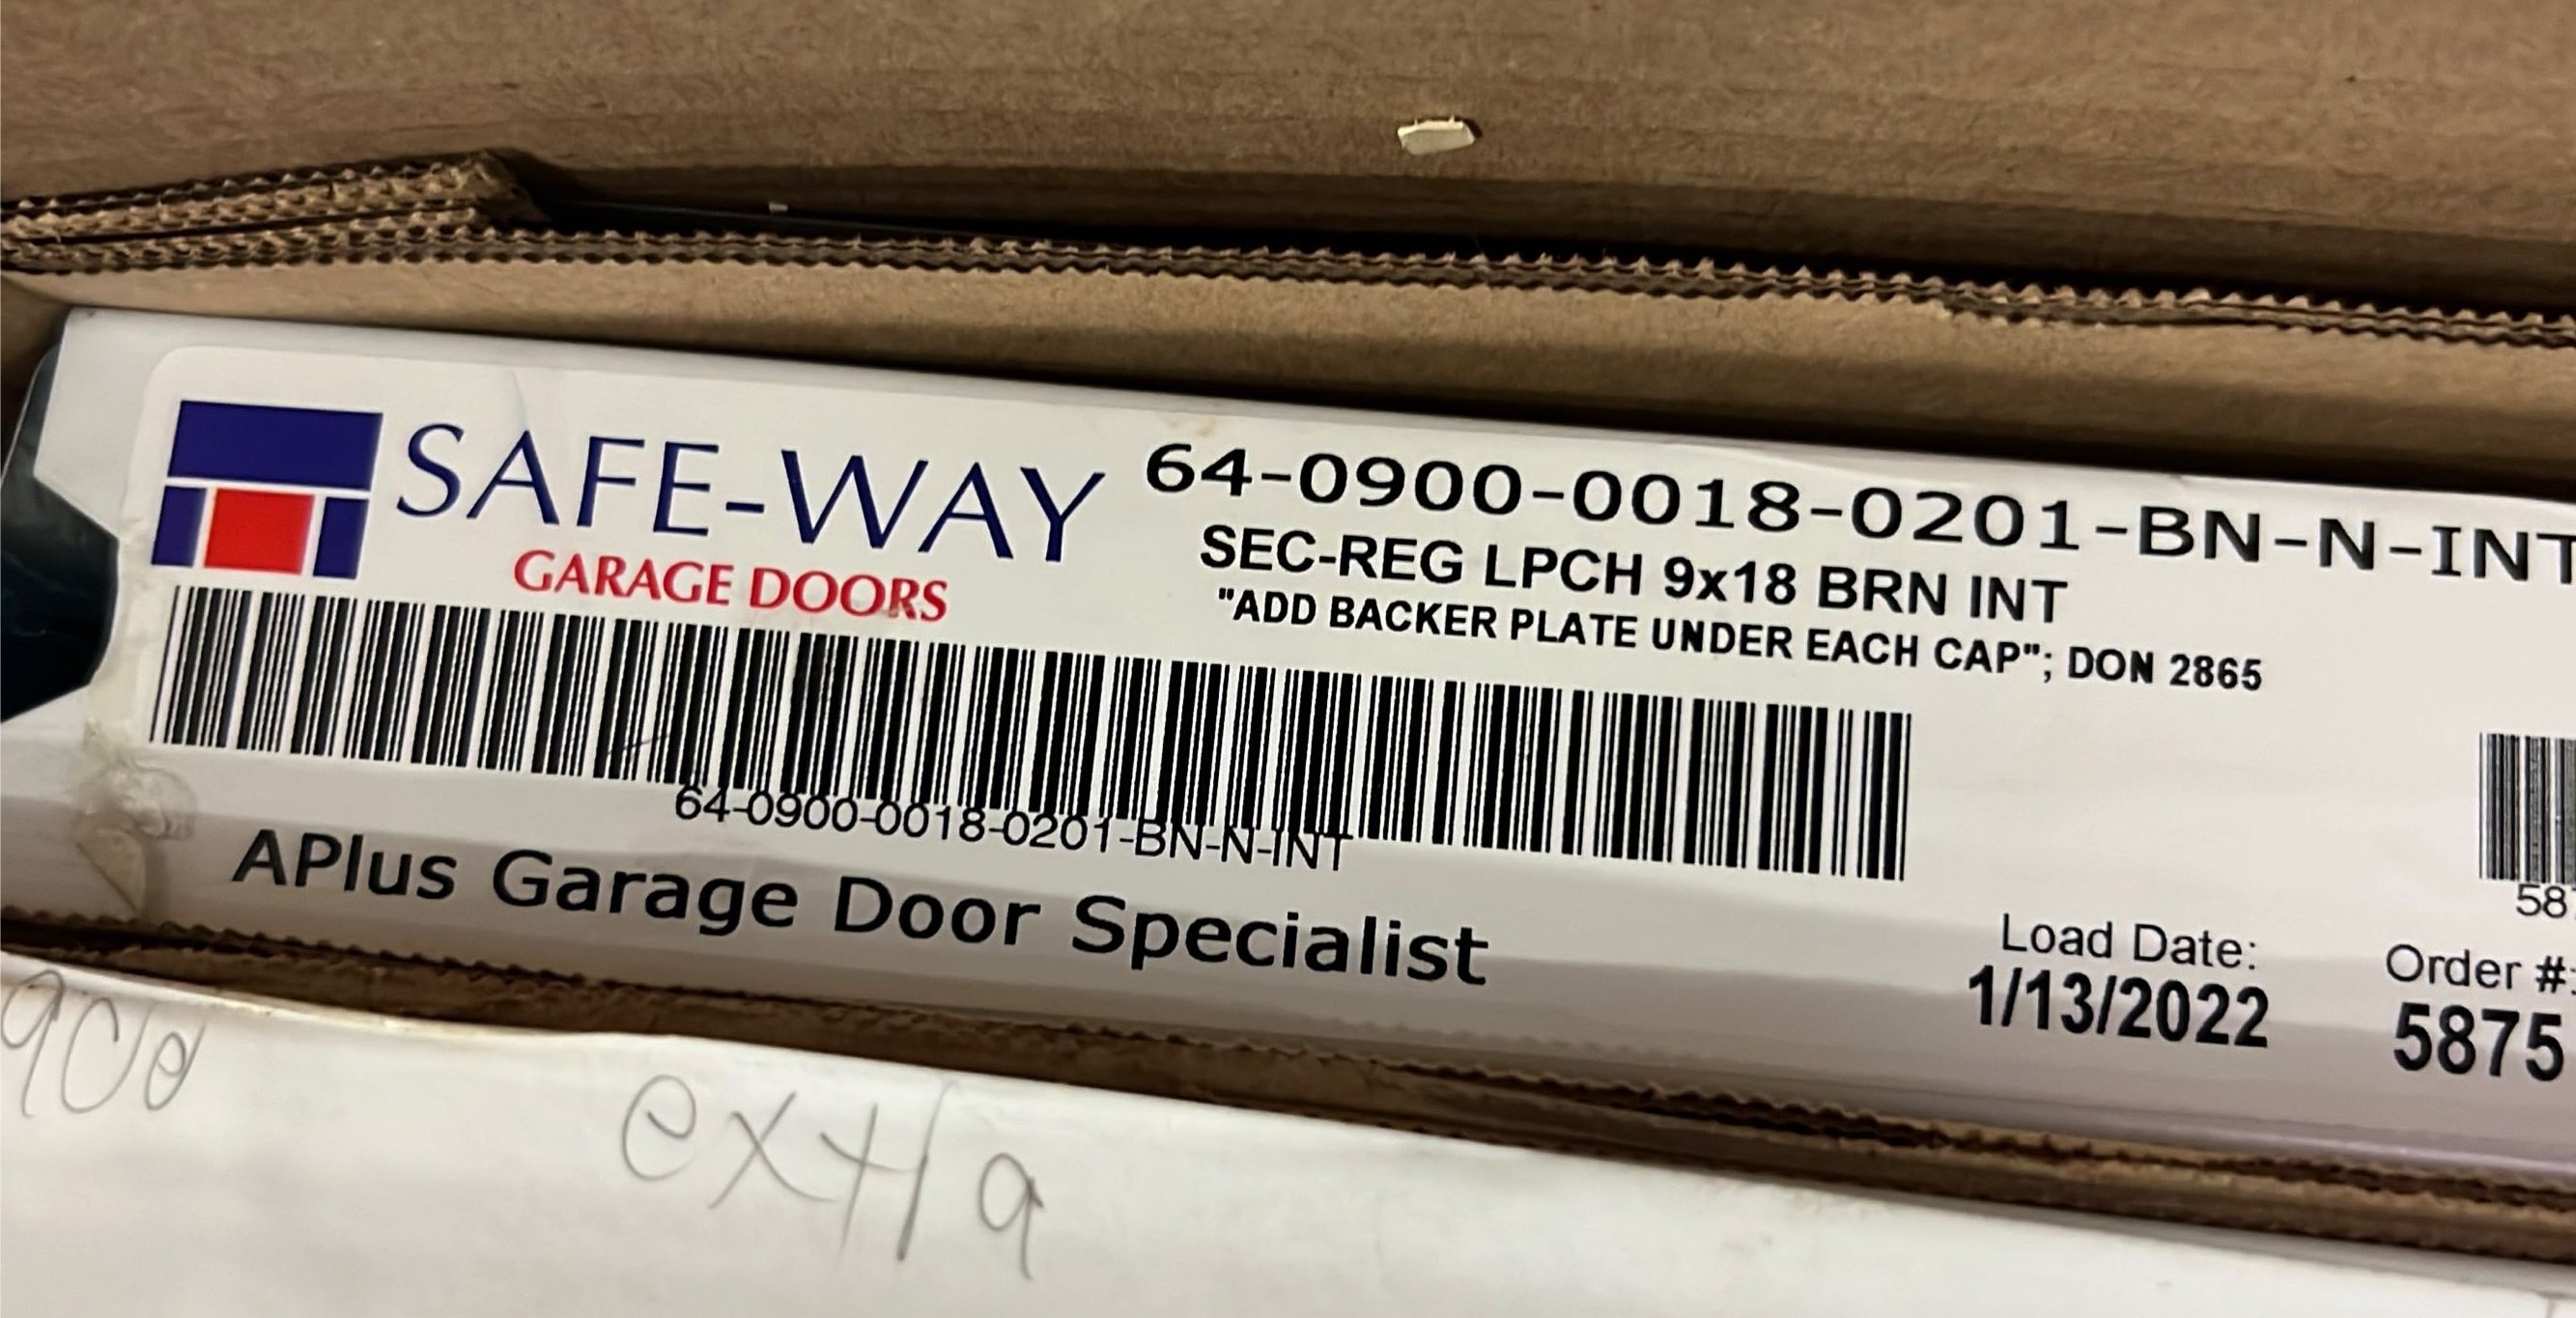 SAFE-WAY
GARAGE DOORS
64-0900-0018-0201-BN-N-INT
SEC-REG LPCH 9x18 BRN INT
"ADD BACKER PLATE UNDER EACH CAP"; DON 2865
64-0900-0018-0201-BN-N-INT
58
APlus Garage Door Specialist
Load Date:
1/13/2022
Order #:
5875
extra